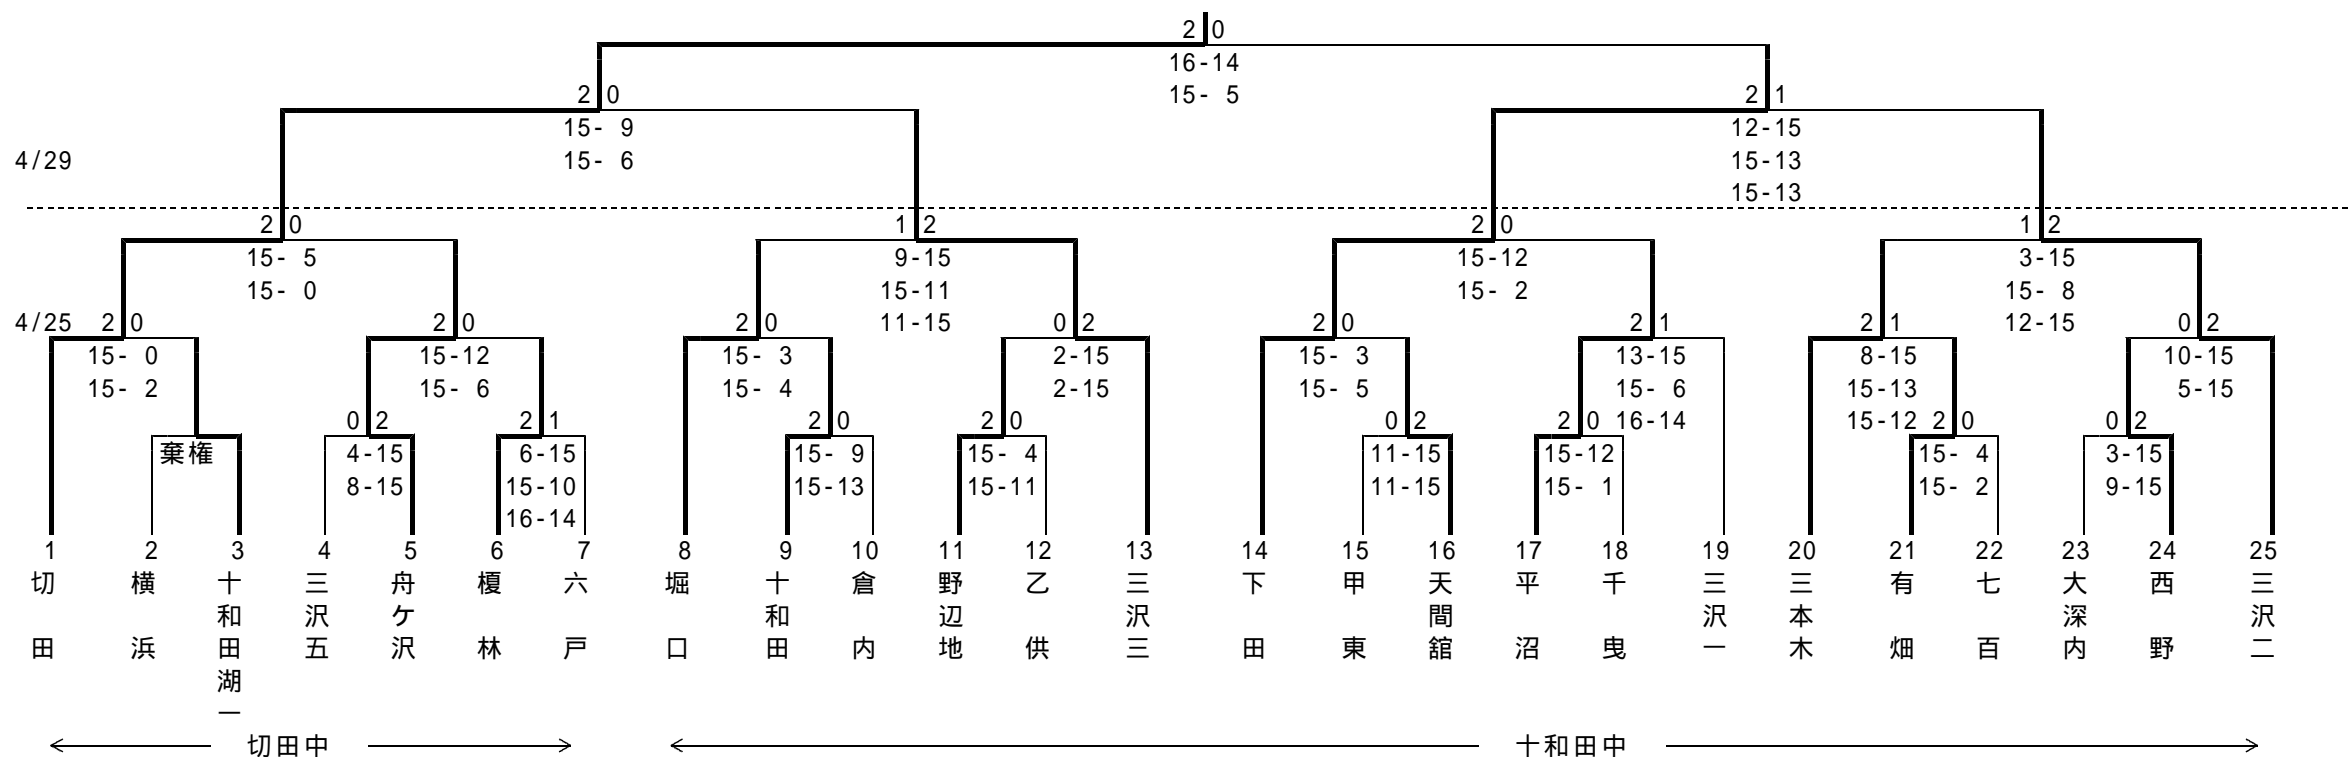 2 0
16-14
15- 5
2 0
2 1
15- 9
12-15
4/29
15- 6
15-13
15-13
2 0
1 2
2 0
1 2
15- 5
9-15
15-12
3-15
15- 0
15-11
15- 2
15- 8
4/25
2 0
2 0
2 0
11-15
0 2
2 0
2 1
2 1
12-15
0 2
15- 0
15-12
15- 3
2-15
15- 3
13-15
8-15
10-15
15- 2
15- 6
15- 4
2-15
15- 5
15- 6
15-13
5-15
0 2
2 1
2 0
2 0
0 2
2 0
16-14
15-12
2 0
0 2
棄権
4-15
6-15
15- 9
15- 4
11-15
15-12
15- 4
3-15
8-15
15-10
15-13
15-11
11-15
15- 1
15- 2
9-15
16-14
1 2 3 4 5 6 7 8 9 10 11 12 13 14 15 16 17 18 19 20 21 22 23 24 25
切田
横浜
十和田湖一
三沢五
舟ケ沢
榎林
六戸
堀口
十和田
倉内
野辺地
乙供
三沢三
下田
甲東
天間舘
平沼
千曳
三沢一
三本木
有畑
七百
大深内
西野
三沢二
切田中
十和田中